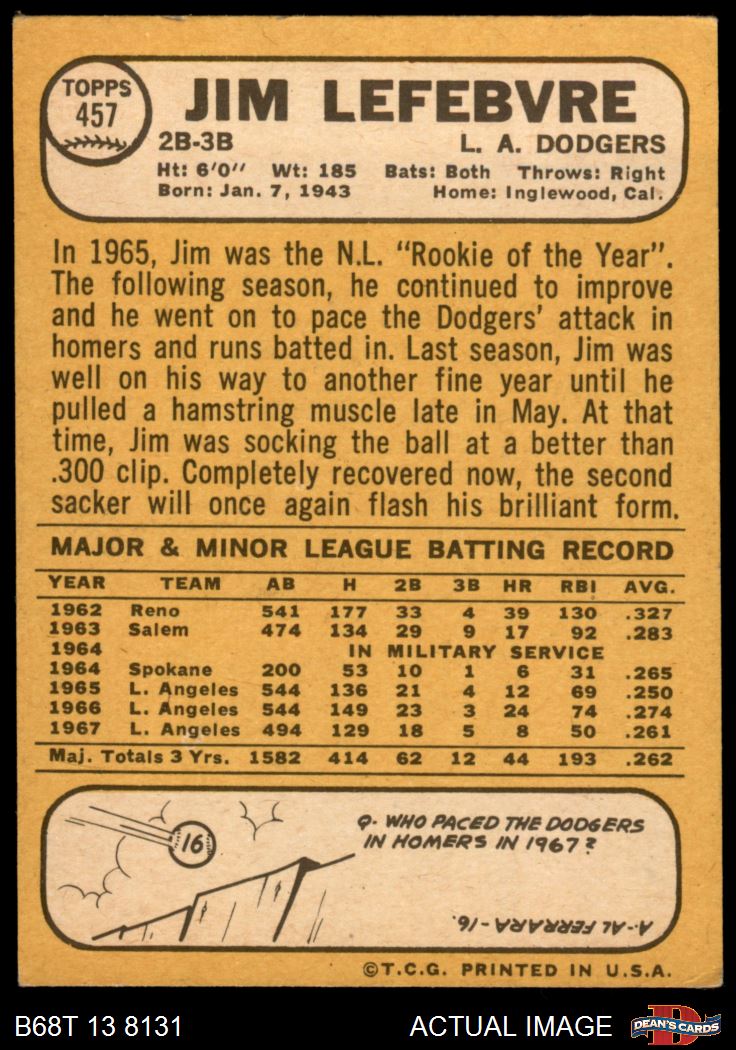 TOPPS
457
JIM LEFEBVRE
2B-3B L. A. DODGERS
Ht: 6'0" Wt: 185 Bats: Both Throws: Right
Born: Jan. 7, 1943 Home: Inglewood, Cal.
In 1965, Jim was the N.L. "Rookie of the Year".
The following season, he continued to improve
and he went on to pace the Dodgers' attack in
homers and runs batted in. Last season, Jim was
well on his way to another fine year until he
pulled a hamstring muscle late in May. At that
time, Jim was socking the ball at a better than
.300 clip. Completely recovered now, the second
sacker will once again flash his brilliant form.
MAJOR & MINOR LEAGUE BATTING RECORD
YEAR TEAM AB H 2B 3B HR RBI AVG.
1962 Reno 541 177 33 4 39 130 .327
1963 Salem 474 134 29 9 17 92 .283
1964 IN MILITARY SERVICE
1964 Spokane 200 53 10 1 6 31 .265
1965 L. Angeles 544 136 21 4 12 69 .250
1966 L. Angeles 544 149 23 3 24 74 .274
1967 L. Angeles 494 129 18 5 8 50 .261
Maj. Totals 3 Yrs. 1582 414 62 12 44 193 .262
16
Q. WHO PACED THE DODGERS
IN HOMERS IN 1967?
A- AL FERRARA-16.
©T.C.G. PRINTED IN U.S.A.
B68T 13 8131 ACTUAL IMAGE DEAN'S CARDS